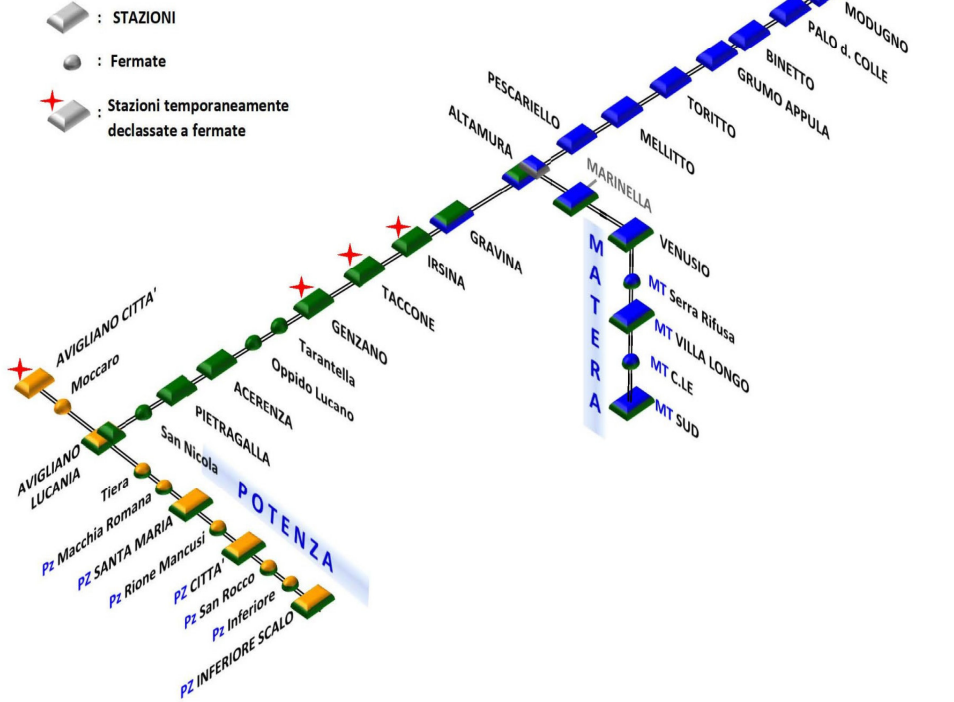 : STAZIONI
: Fermate
: Stazioni temporaneamente
declassate a fermate
MODUGNO
PALO d. COLLE
BINETTO
GRUMO APPULA
TORITTO
MELLITTO
PESCARIELLO
ALTAMURA
MARINELLA
VENUSIO
MT Serra Rifusa
MT VILLA LONGO
MT C.LE
MT SUD
MATERA
GRAVINA
IRSINA
TACCONE
GENZANO
Tarantella
Oppido Lucano
ACERENZA
PIETRAGALLA
San Nicola
AVIGLIANO CITTA'
Moccaro
AVIGLIANO
LUCANIA
POTENZA
Tiera
Pz Macchia Romana
PZ SANTA MARIA
Pz Rione Mancusi
PZ CITTA'
Pz San Rocco
Pz Inferiore
PZ INFERIORE SCALO